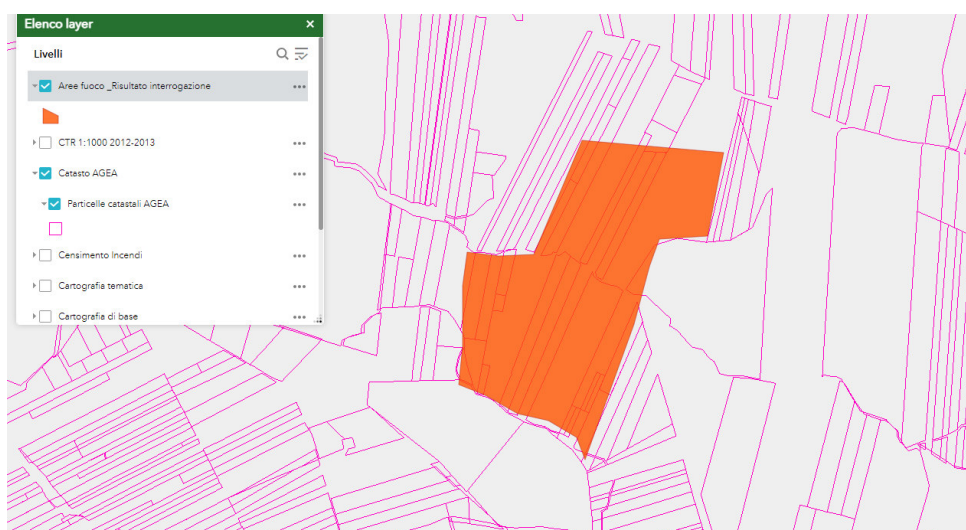 Elenco layer
Livelli
Aree fuoco _Risultato interrogazione
CTR 1:1000 2012-2013
Catasto AGEA
Particelle catastali AGEA
Censimento Incendi
Cartografia tematica
Cartografia di base